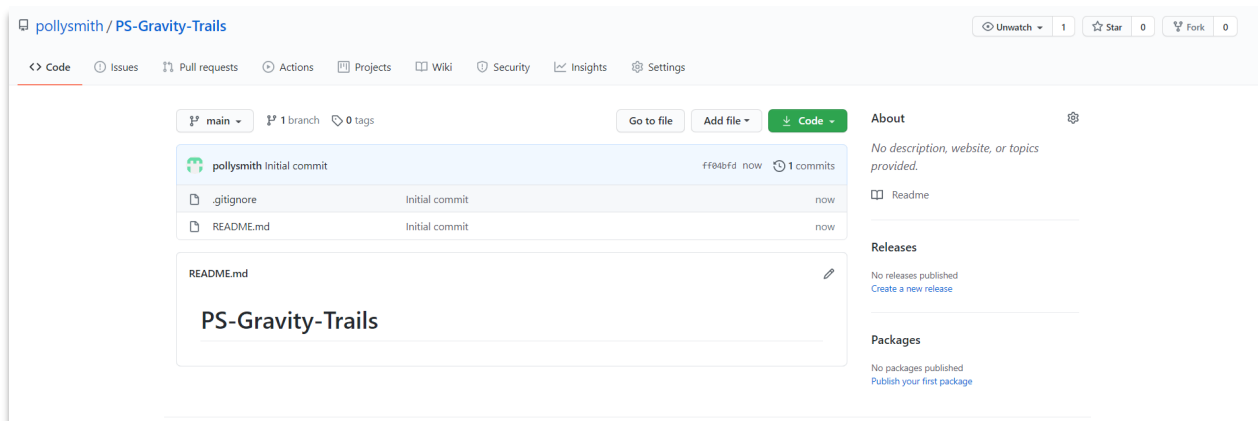 pollysmith / PS-Gravity-Trails
Unwatch 1 Star 0 Fork 0
Code Issues Pull requests Actions Projects Wiki Security Insights Settings
main 1 branch 0 tags Go to file Add file Code
About
No description, website, or topics
provided.
Readme
pollysmith Initial commit ff04bfd now 1 commits
.gitignore Initial commit now
README.md Initial commit now
README.md
PS-Gravity-Trails
Releases
No releases published
Create a new release
Packages
No packages published
Publish your first package